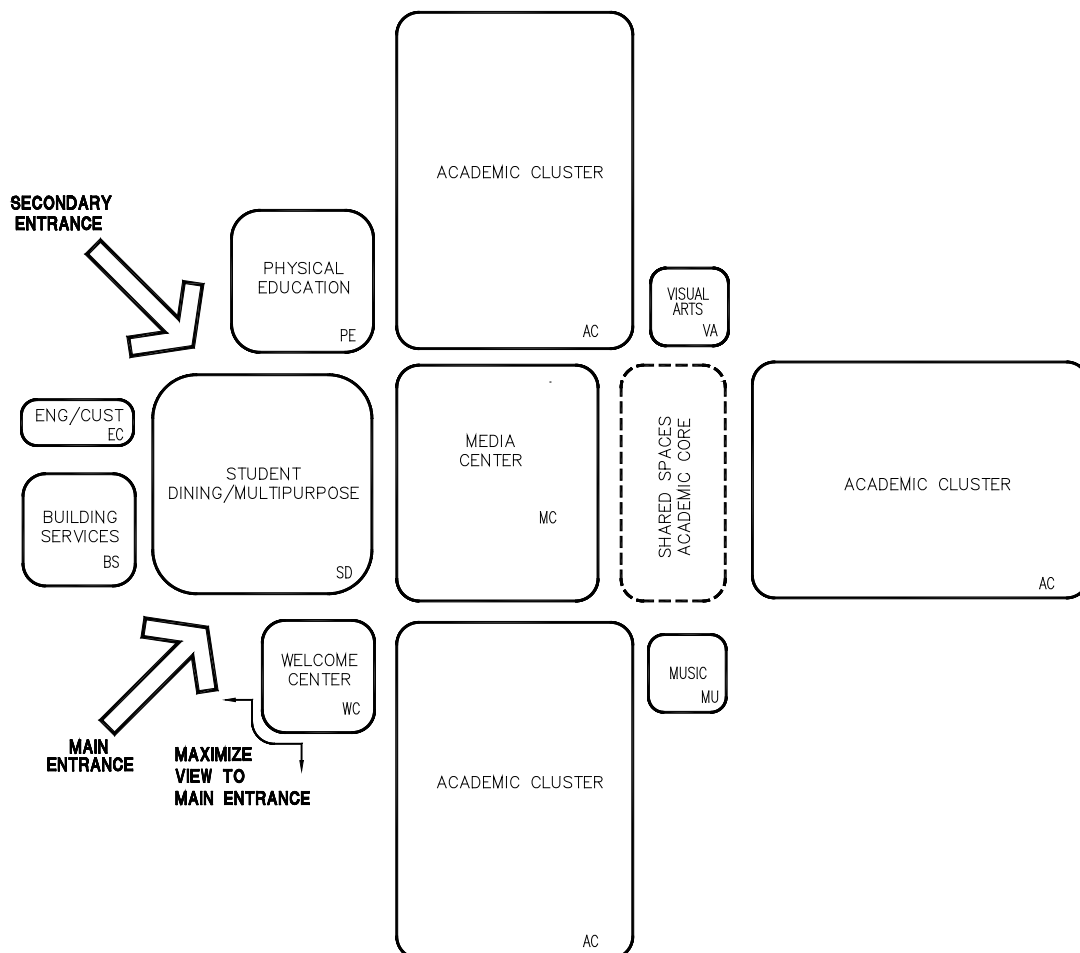 ACADEMIC CLUSTER
AC
SECONDARY
ENTRANCE
PHYSICAL
EDUCATION
PE
VISUAL
ARTS
VA
ENG/CUST
EC
STUDENT
DINING/MULTIPURPOSE
SD
MEDIA
CENTER
MC
SHARED SPACES
ACADEMIC CORE
ACADEMIC CLUSTER
AC
BUILDING
SERVICES
BS
WELCOME
CENTER
WC
MUSIC
MU
MAIN
ENTRANCE
MAXIMIZE
VIEW TO
MAIN ENTRANCE
ACADEMIC CLUSTER
AC